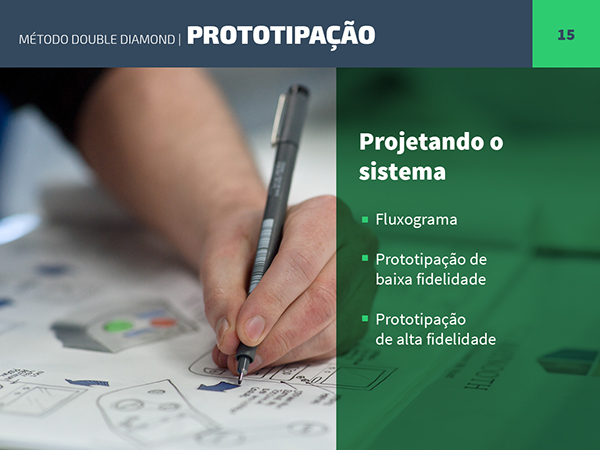 MÉTODO DOUBLE DIAMOND | PROTOTIPAÇÃO
15
Projetando o
sistema
Fluxograma
Prototipação de
baixa fidelidade
Prototipação
de alta fidelidade